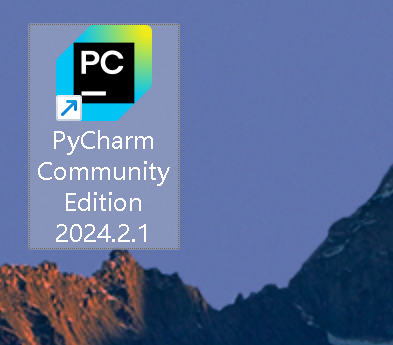 PC
PyCharm
Community
Edition
2024.2.1